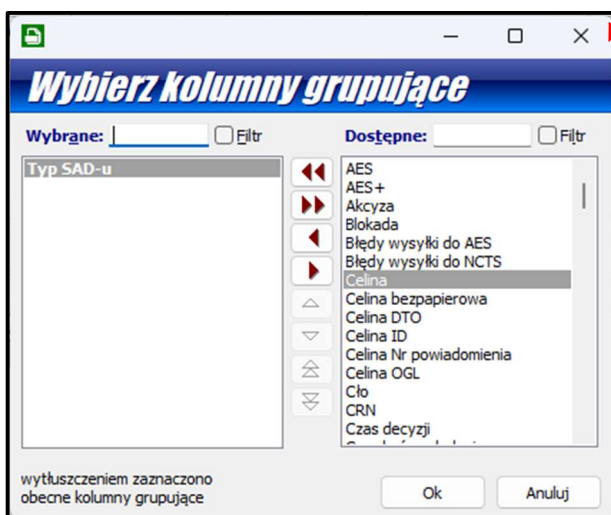 Wybierz kolumny grupujące
Wybrane: Filtr
Dostępne: Filtr
Typ SAD-u
AES
AES+
Akcyza
Blokada
Błędy wysyłki do AES
Błędy wysyłki do NCTS
Celina
Celina bezpapierowa
Celina DTO
Celina ID
Celina Nr powiadomienia
Celina OGL
Cło
CRN
Czas decyzji
wytłuszczeniem zaznaczono
obecne kolumny grupujące
Ok
Anuluj